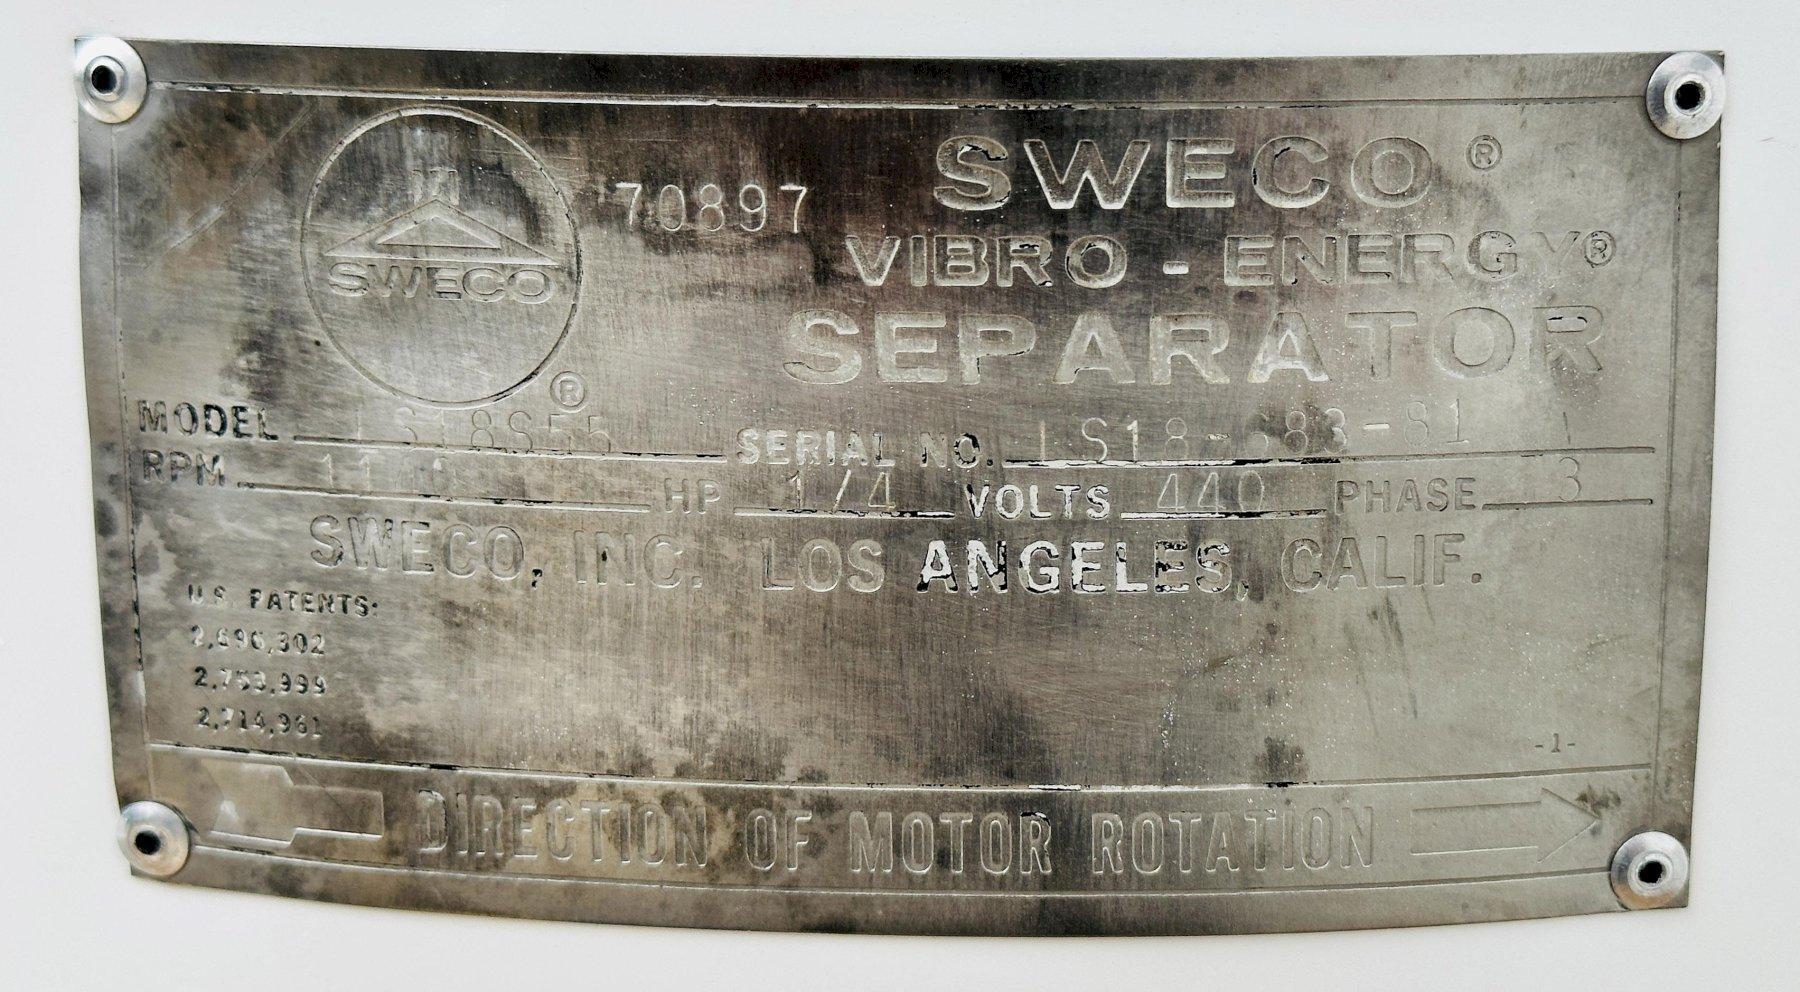 SWECO
70897
SWECO®
VIBRO-ENERGY®
SEPARATOR
®
MODEL LS18S55 SERIAL NO. LS18-683-81
RPM HP 1/4 VOLTS 440 PHASE 3
SWECO, INC. LOS ANGELES, CALIF.
U.S. PATENTS:
2,696,302
2,753,999
2,714,961
-1-
DIRECTION OF MOTOR ROTATION